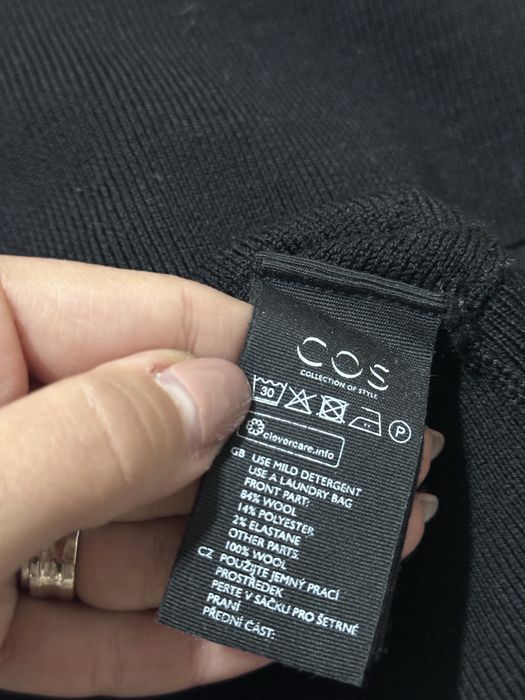 COS
COLLECTION OF STYLE
30
P
clevercare.info
GB USE MILD DETERGENT
USE A LAUNDRY BAG
FRONT PART:
84% WOOL
14% POLYESTER
2% ELASTANE
OTHER PARTS:
100% WOOL
CZ POUŽIJTE JEMNÝ PRACÍ
PROSTŘEDEK
PERTE V SÁČKU PRO ŠETRNÉ
PRANÍ
PŘEDNÍ ČÁST: